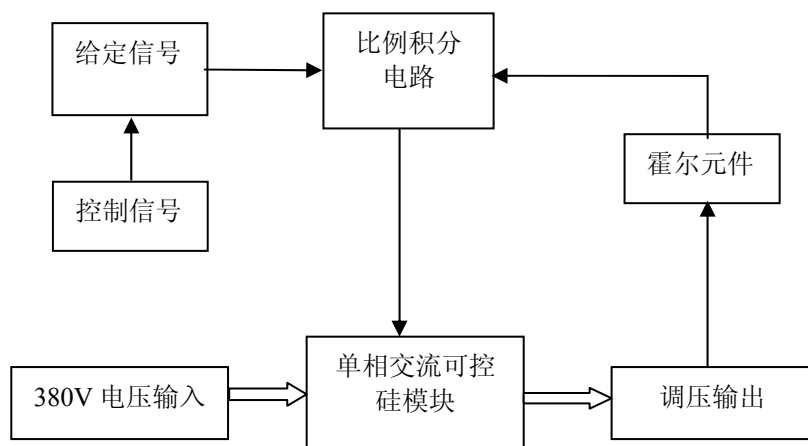 给定信号
比例积分
电路
霍尔元件
控制信号
380V 电压输入
单相交流可控
硅模块
调压输出